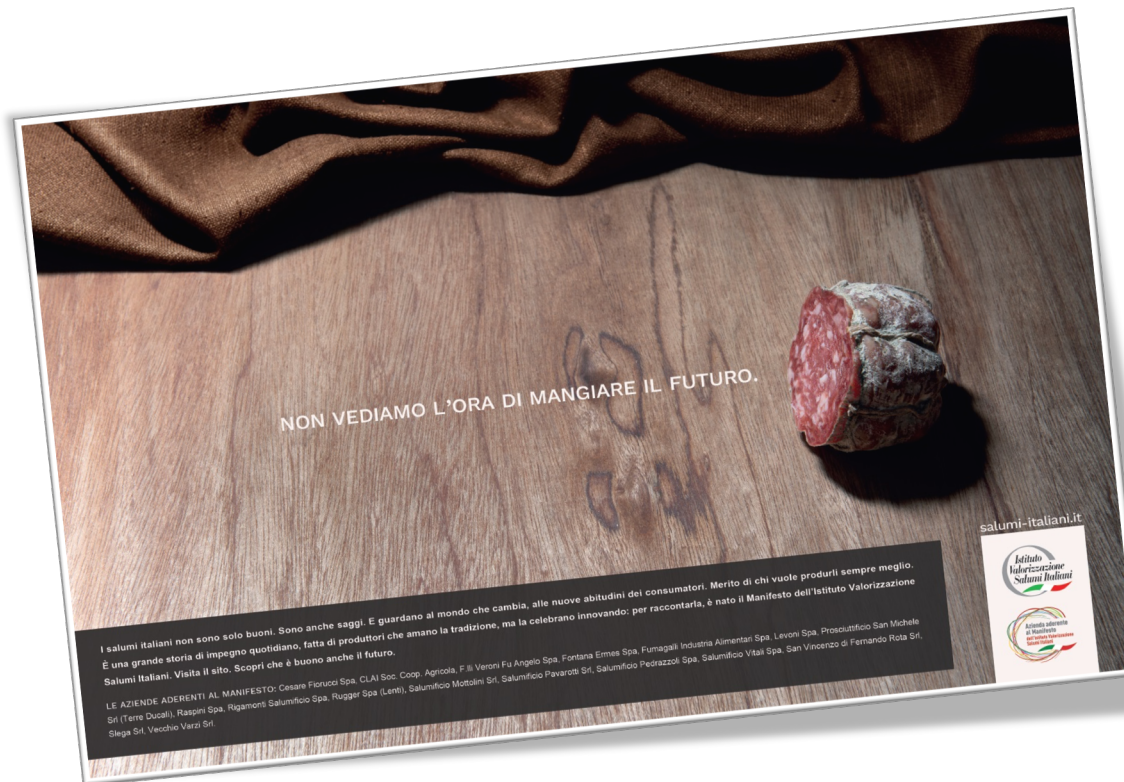 NON VEDIAMO L'ORA DI MANGIARE IL FUTURO.
salumi-italiani.it
Istituto
Valorizzazione
Salumi Italiani
Azienda aderente
al Manifesto
dell'Istituto Valorizzazione
Salumi Italiani
I salumi italiani non sono solo buoni. Sono anche saggi. E guardano al mondo che cambia, alle nuove abitudini dei consumatori. Merito di chi vuole produrli sempre meglio.
È una grande storia di impegno quotidiano, fatta di produttori che amano la tradizione, ma la celebrano innovando: per raccontarla, è nato il Manifesto dell'Istituto Valorizzazione
Salumi Italiani. Visita il sito. Scopri che è buono anche il futuro.
LE AZIENDE ADERENTI AL MANIFESTO: Cesare Fiorucci Spa, CLAI Soc. Coop. Agricola, F.lli Veroni Fu Angelo Spa, Fontana Ermes Spa, Fumagalli Industria Alimentari Spa, Levoni Spa, Prosciuttificio San Michele
Srl (Terre Ducali), Raspini Spa, Rigamonti Salumificio Spa, Rugger Spa (Lenti), Salumificio Mottolini Srl, Salumificio Pavarotti Srl, Salumificio Pedrazzoli Spa, Salumificio Vitali Spa, San Vincenzo di Fernando Rota Srl,
Slega Srl, Vecchio Varzi Srl.